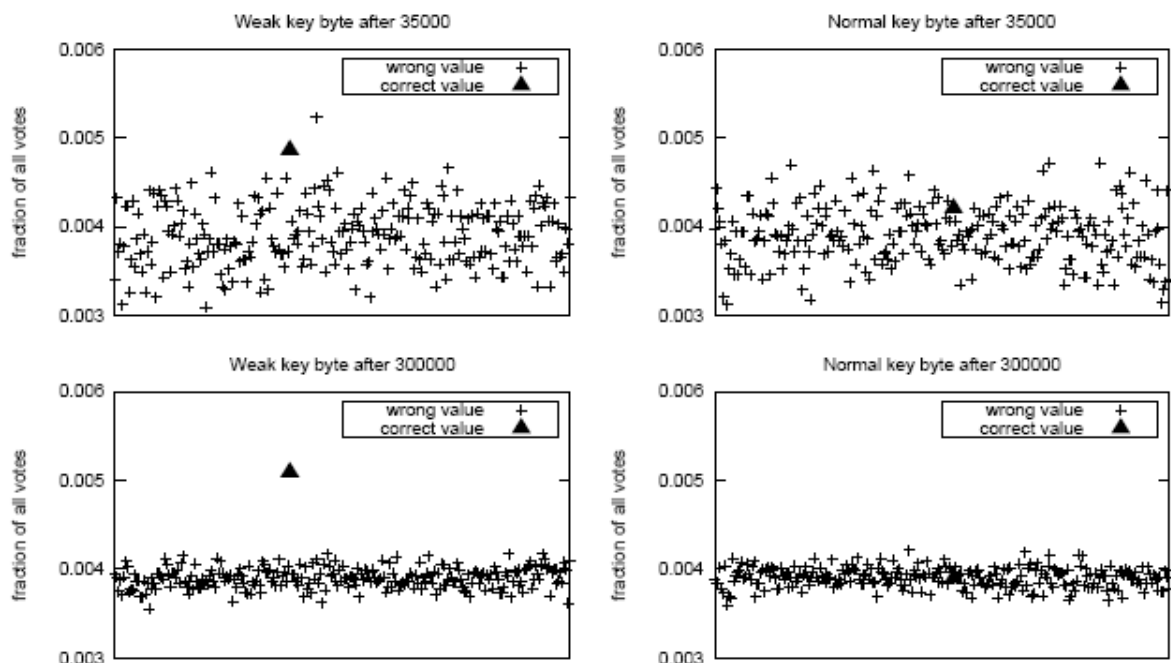 Weak key byte after 35000
0.006
0.005
0.004
0.003
fraction of all votes
wrong value
correct value
Normal key byte after 35000
0.006
0.005
0.004
0.003
fraction of all votes
wrong value
correct value
Weak key byte after 300000
0.006
0.005
0.004
0.003
fraction of all votes
wrong value
correct value
Normal key byte after 300000
0.006
0.005
0.004
0.003
fraction of all votes
wrong value
correct value